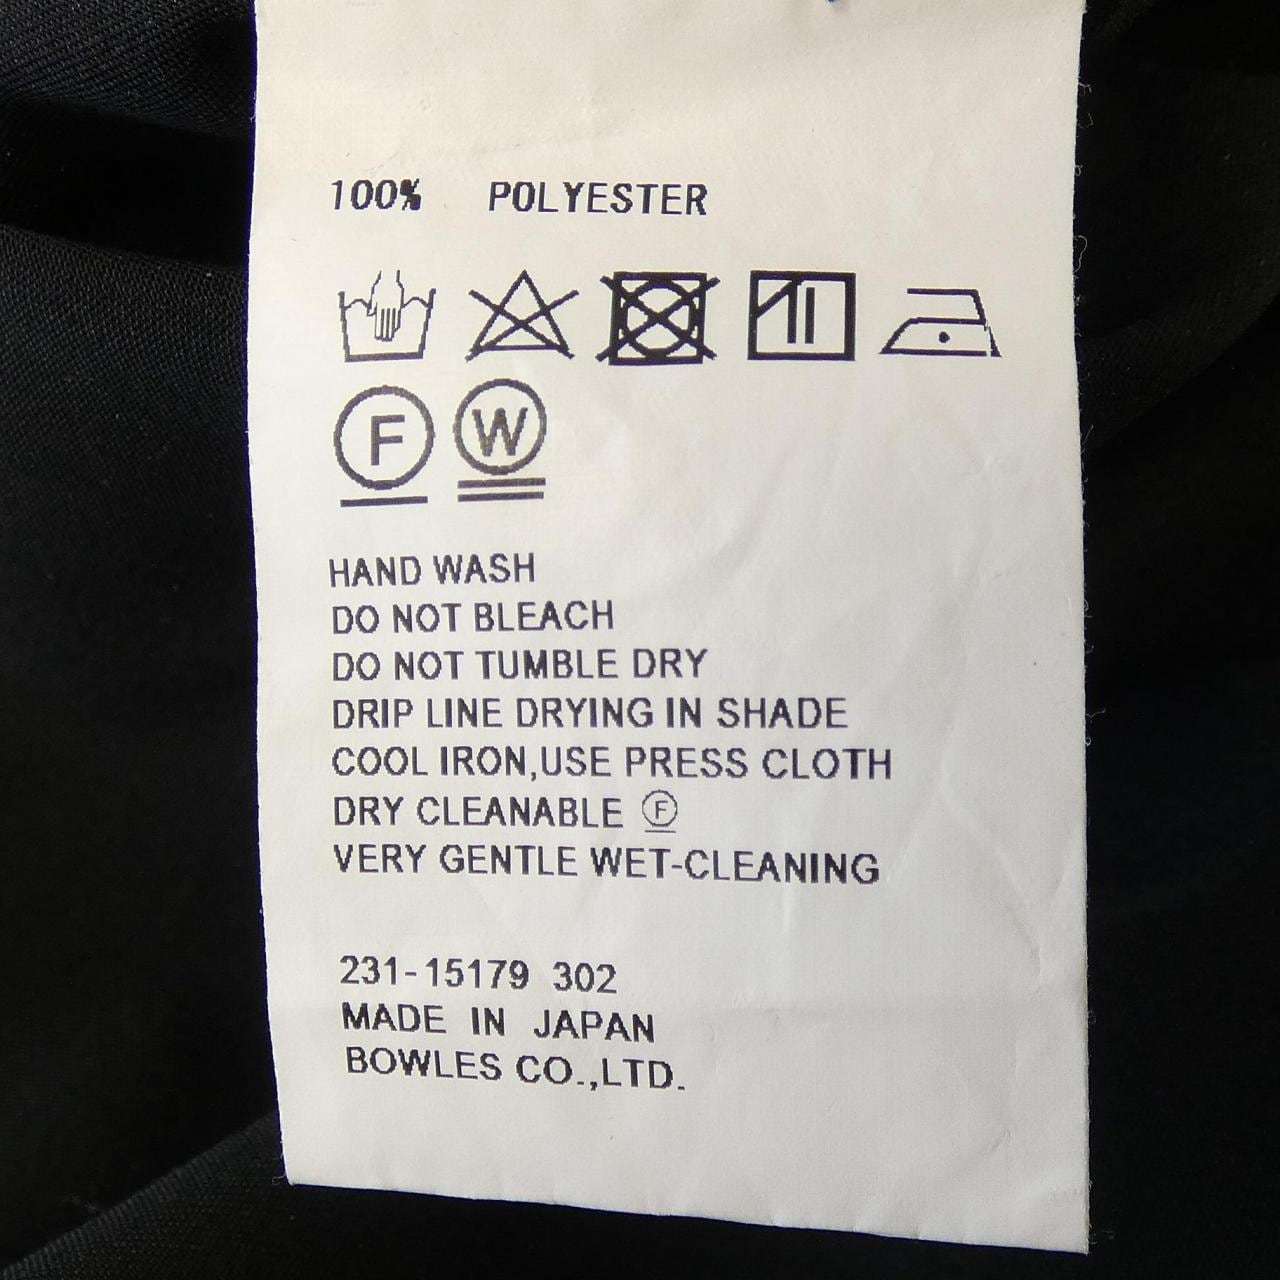 100% POLYESTER
F W
HAND WASH
DO NOT BLEACH
DO NOT TUMBLE DRY
DRIP LINE DRYING IN SHADE
COOL IRON,USE PRESS CLOTH
DRY CLEANABLE Ⓕ
VERY GENTLE WET-CLEANING
231-15179 302
MADE IN JAPAN
BOWLES CO.,LTD.